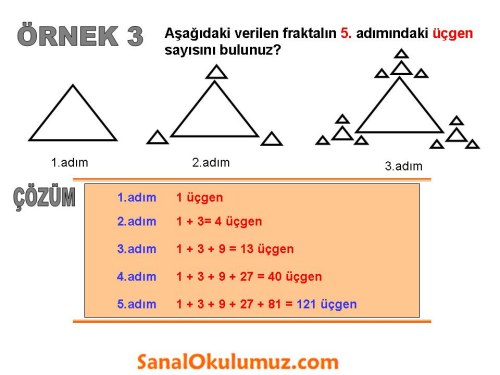 ÖRNEK 3
Aşağıdaki verilen fraktalın 5. adımındaki üçgen
sayısını bulunuz?
1.adım
2.adım
3.adım
ÇÖZÜM
1.adım 1 üçgen
2.adım 1 + 3= 4 üçgen
3.adım 1 + 3 + 9 = 13 üçgen
4.adım 1 + 3 + 9 + 27 = 40 üçgen
5.adım 1 + 3 + 9 + 27 + 81 = 121 üçgen
SanalOkulumuz.com